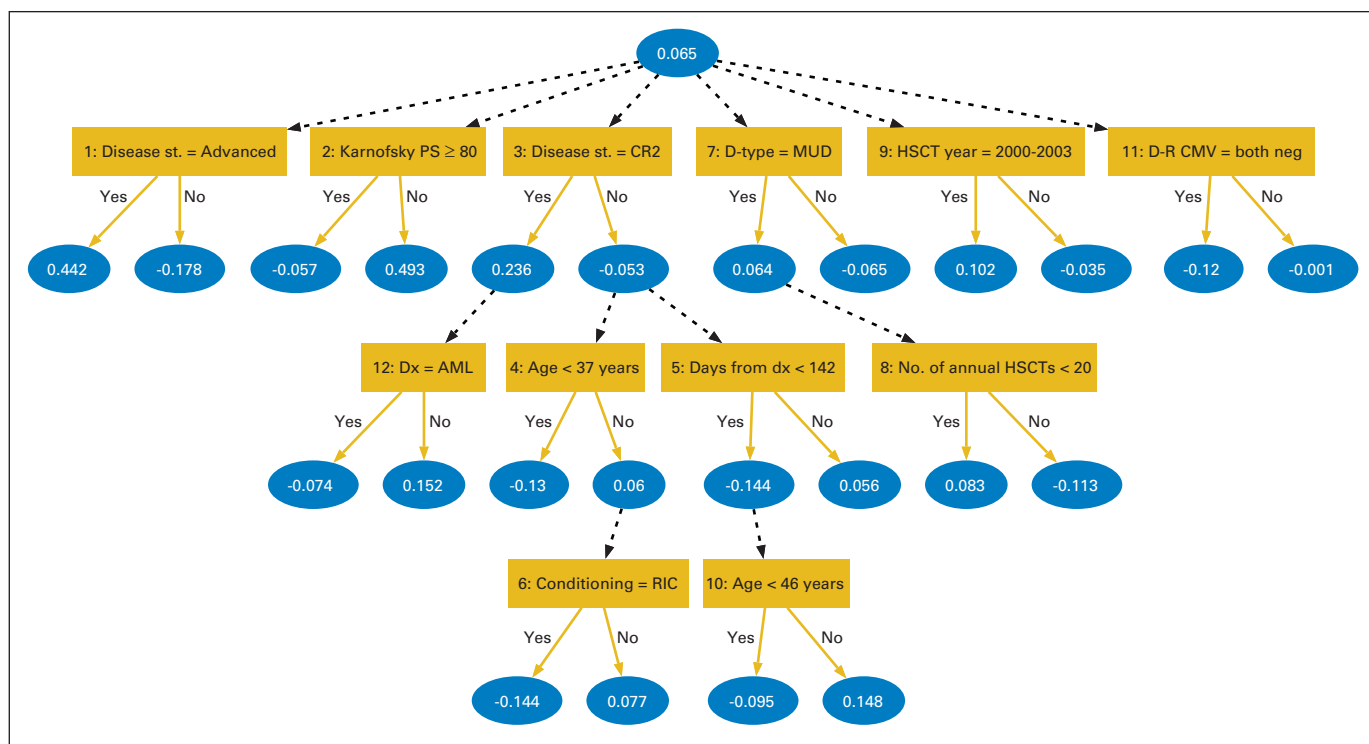 0.065
1: Disease st. = Advanced
2: Karnofsky PS ≥ 80
3: Disease st. = CR2
7: D-type = MUD
9: HSCT year = 2000-2003
11: D-R CMV = both neg
Yes No Yes No Yes No Yes No Yes No Yes No
0.442 -0.178 -0.057 0.493 0.236 -0.053 0.064 -0.065 0.102 -0.035 -0.12 -0.001
12: Dx = AML
4: Age < 37 years
5: Days from dx < 142
8: No. of annual HSCTs < 20
Yes No Yes No Yes No Yes No
-0.074 0.152 -0.13 0.06 -0.144 0.056 0.083 -0.113
6: Conditioning = RIC
10: Age < 46 years
Yes No Yes No
-0.144 0.077 -0.095 0.148